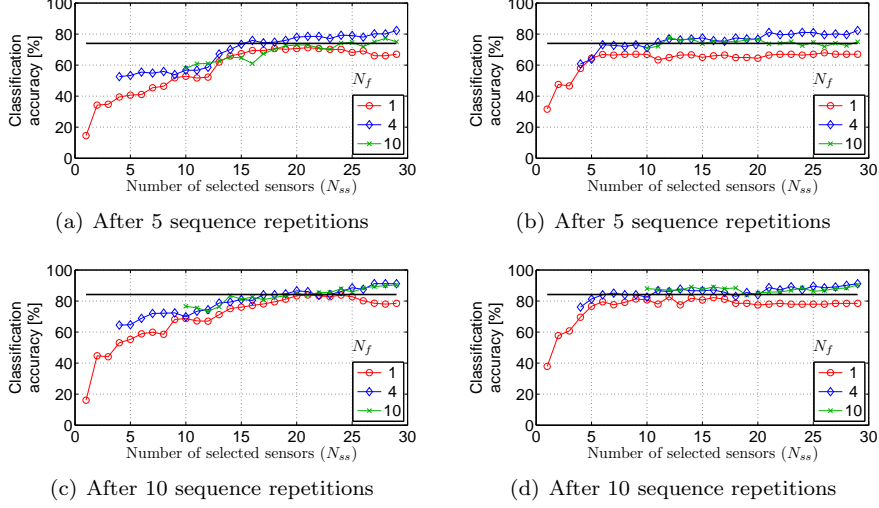 100
80
60
40
20
0
Classification
accuracy [%]
0 5 10 15 20 25 30
Number of selected sensors (Nss)
Nf
1
4
10
(a) After 5 sequence repetitions
100
80
60
40
20
0
Classification
accuracy [%]
0 5 10 15 20 25 30
Number of selected sensors (Nss)
Nf
1
4
10
(b) After 5 sequence repetitions
100
80
60
40
20
0
Classification
accuracy [%]
0 5 10 15 20 25 30
Number of selected sensors (Nss)
Nf
1
4
10
(c) After 10 sequence repetitions
100
80
60
40
20
0
Classification
accuracy [%]
0 5 10 15 20 25 30
Number of selected sensors (Nss)
Nf
1
4
10
(d) After 10 sequence repetitions